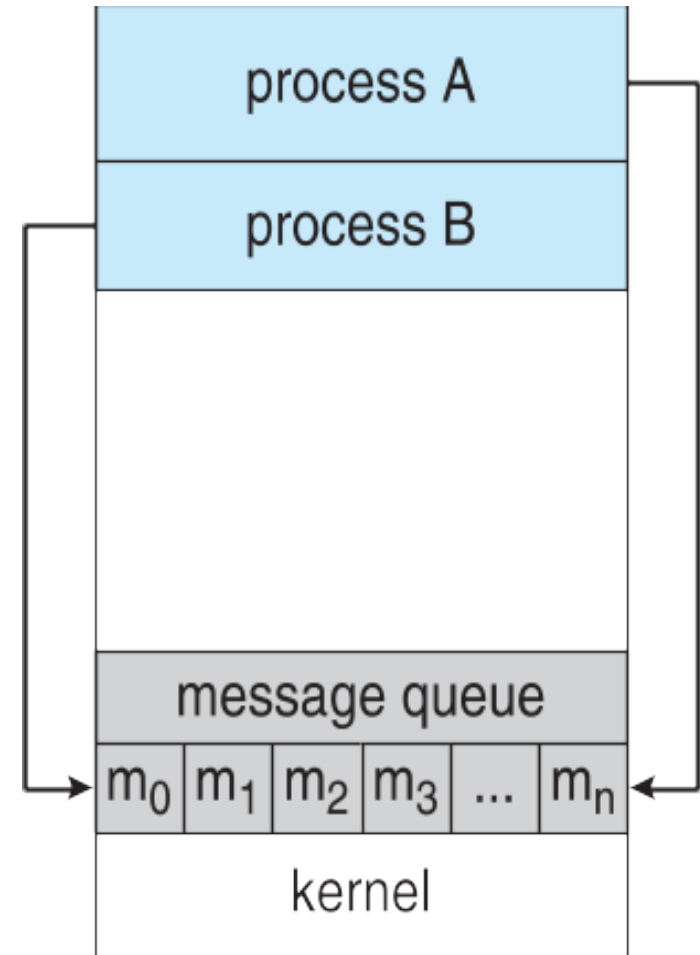 process A
process B
message queue
m₀ m₁ m₂ m₃ ... mₙ
kernel